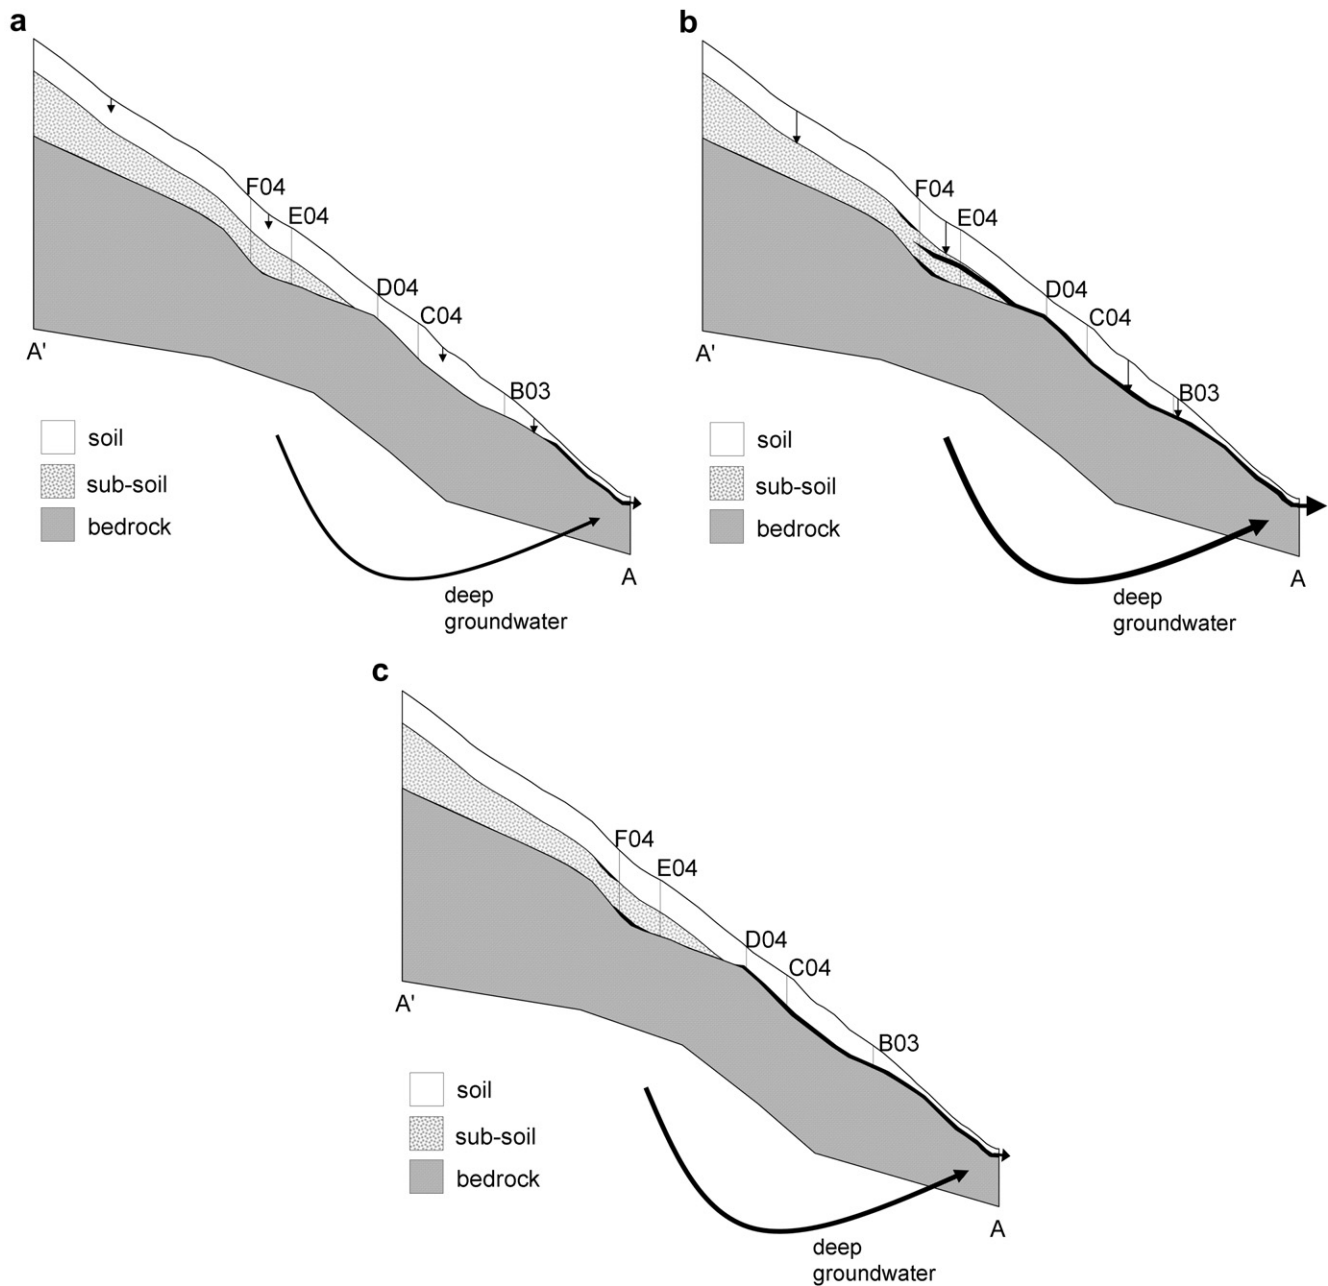 a
F04
E04
D04
C04
B03
A'
soil
sub-soil
bedrock
deep
groundwater
A
b
F04
E04
D04
C04
B03
A'
soil
sub-soil
bedrock
deep
groundwater
A
c
F04
E04
D04
C04
B03
A'
soil
sub-soil
bedrock
deep
groundwater
A